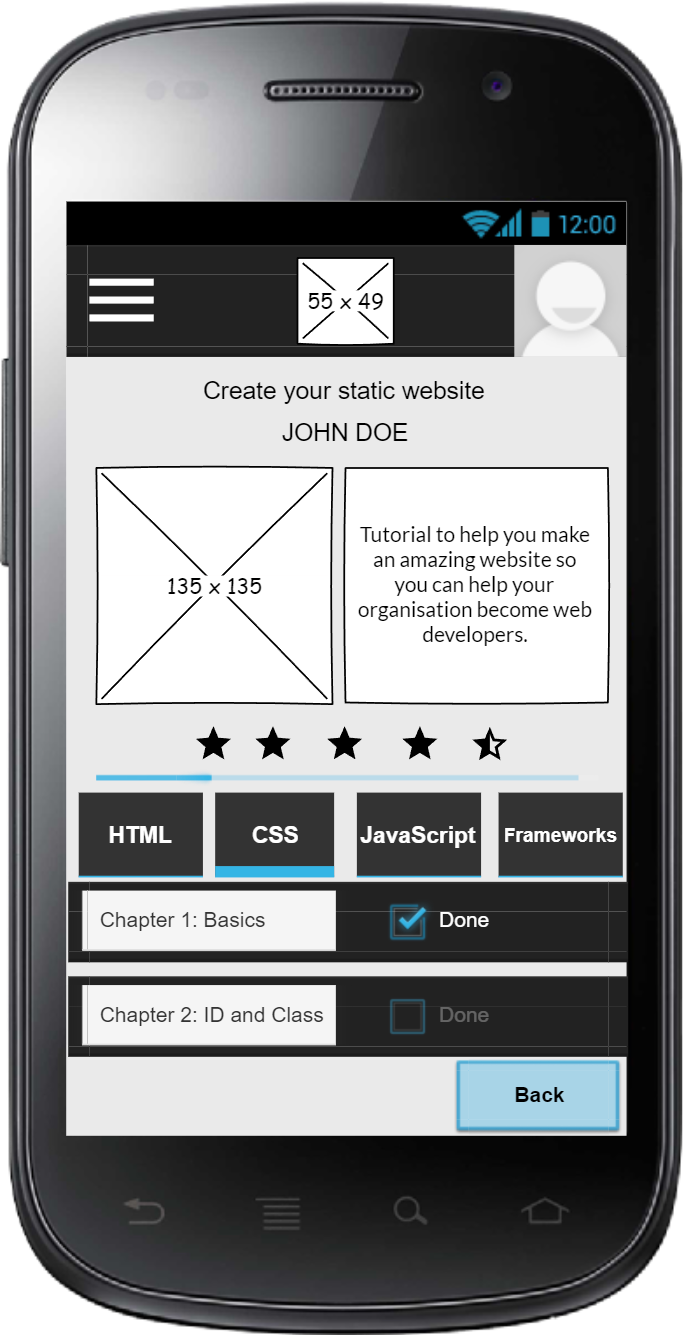 12:00
55 x 49
Create your static website
JOHN DOE
135 x 135
Tutorial to help you make
an amazing website so
you can help your
organisation become web
developers.
HTML CSS JavaScript Frameworks
Chapter 1: Basics Done
Chapter 2: ID and Class Done
Back